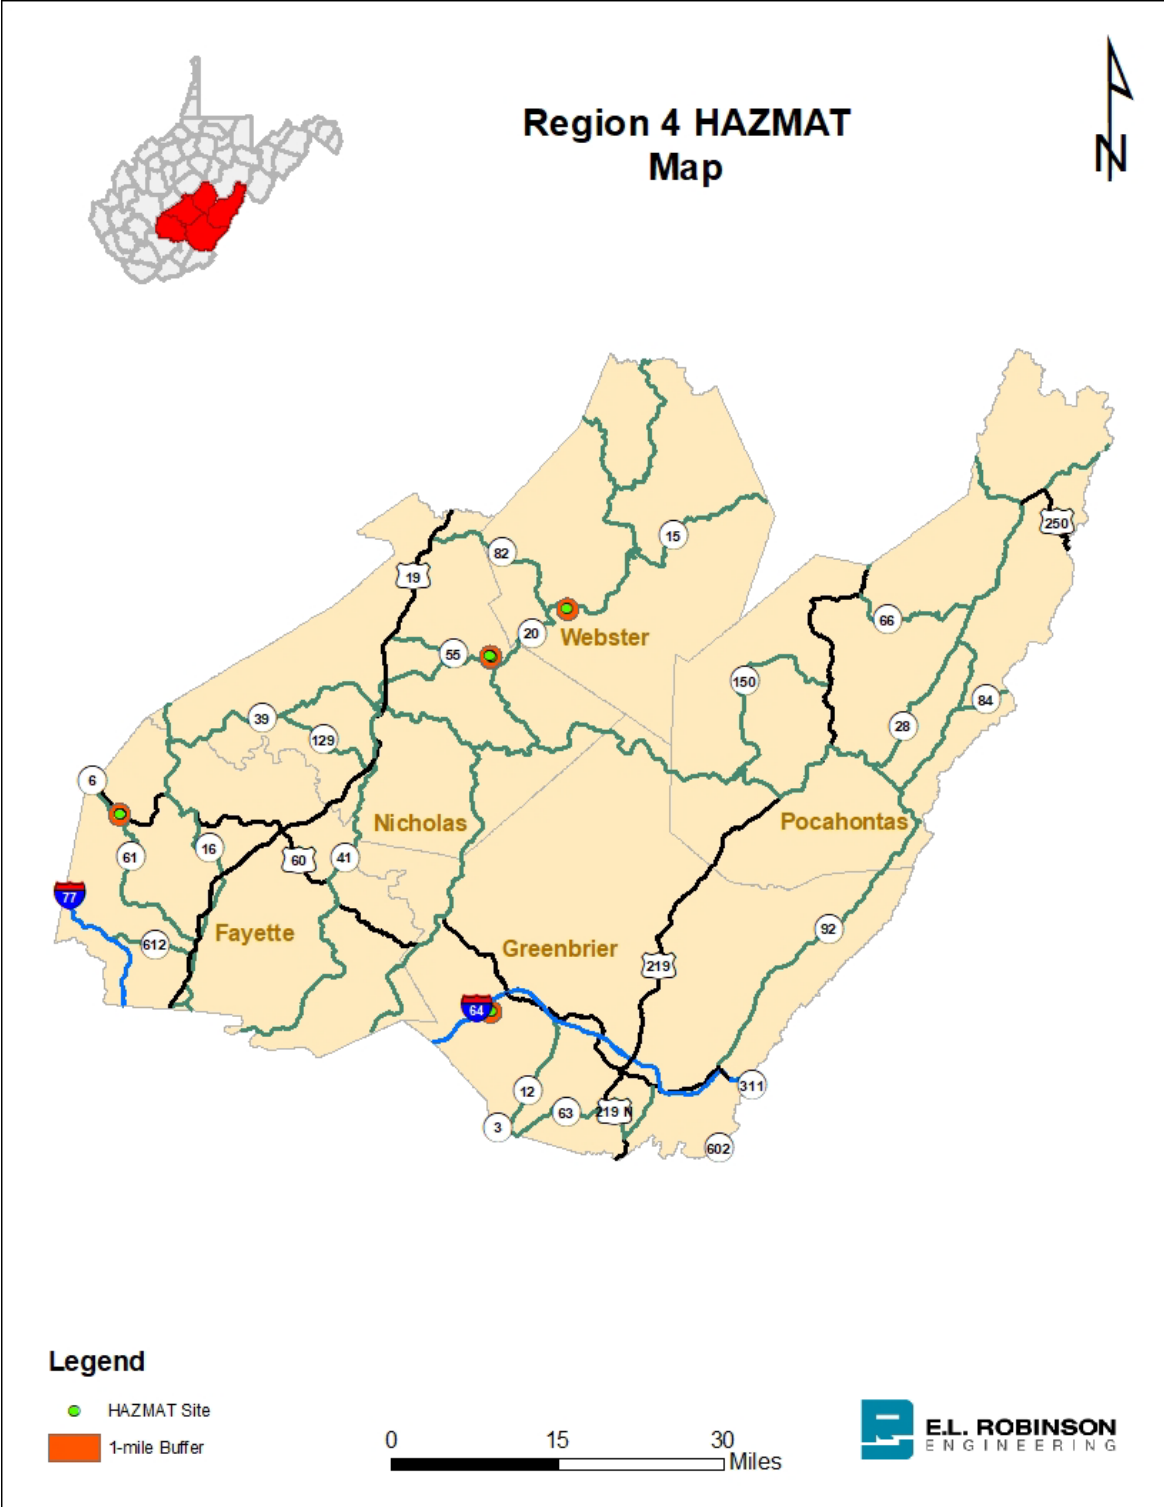 Region 4 HAZMAT
Map
N
250
15
82
19
20
Webster
55
66
150
84
28
39
129
6
Nicholas
Pocahontas
61
16
60
41
77
Fayette
612
Greenbrier
92
219
64
12
311
63
219 N
3
602
Legend
HAZMAT Site
1-mile Buffer
0 15 30
Miles
E.L. ROBINSON
ENGINEERING